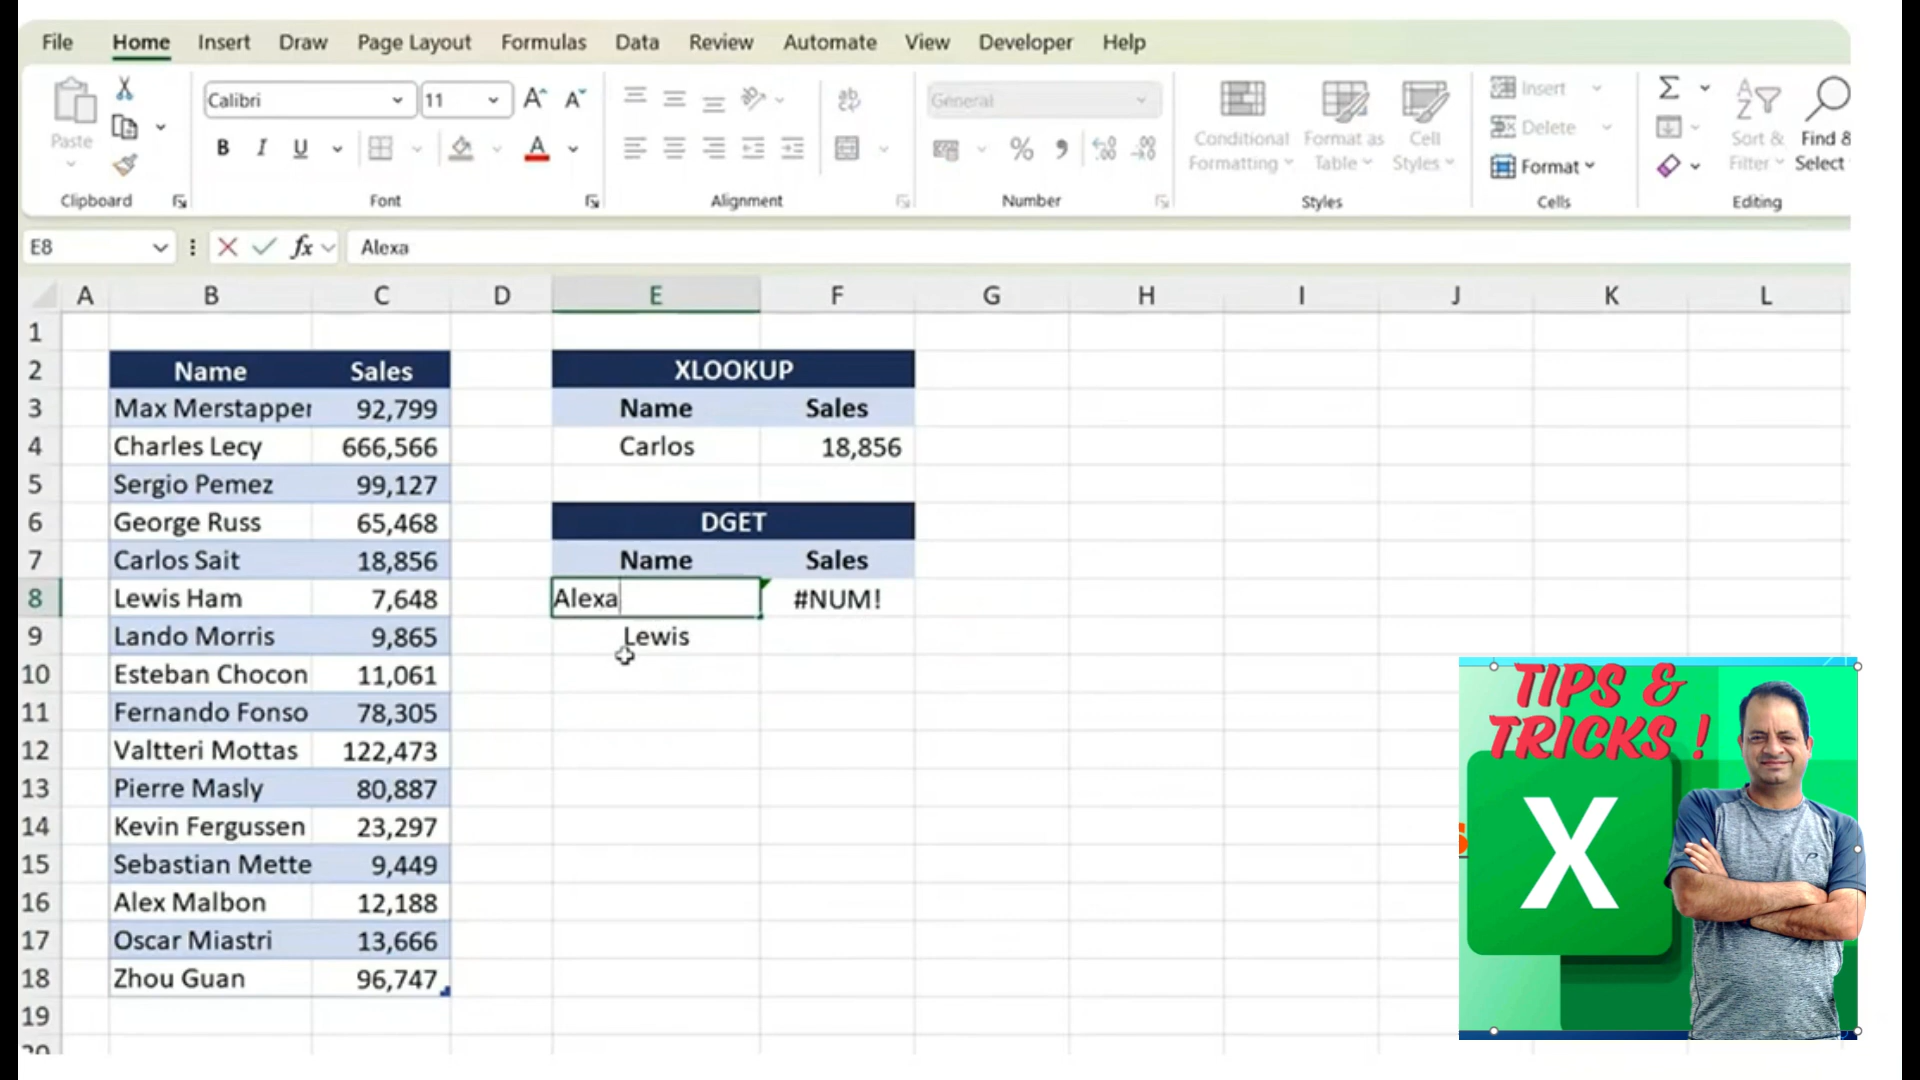 File Home Insert Draw Page Layout Formulas Data Review Automate View Developer Help
Calibri 11 A A ab General Insert Σ A Z
Paste B I U A % Conditional Formatting Format as Table Cell Styles Delete Sort & Filter Find & Select
Format
Clipboard Font Alignment Number Styles Cells Editing
E8 fx Alexa
A B C D E F G H I J K L
1
2 Name Sales XLOOKUP
3 Max Merstapper 92,799 Name Sales
4 Charles Lecy 666,566 Carlos 18,856
5 Sergio Pemez 99,127
6 George Russ 65,468 DGET
7 Carlos Sait 18,856 Name Sales
8 Lewis Ham 7,648 Alexa #NUM!
9 Lando Morris 9,865 Lewis
10 Esteban Chocon 11,061
11 Fernando Fonso 78,305
12 Valtteri Mottas 122,473
13 Pierre Masly 80,887
14 Kevin Fergussen 23,297
15 Sebastian Mette 9,449
16 Alex Malbon 12,188
17 Oscar Miastri 13,666
18 Zhou Guan 96,747
19
TIPS &
TRICKS !
X